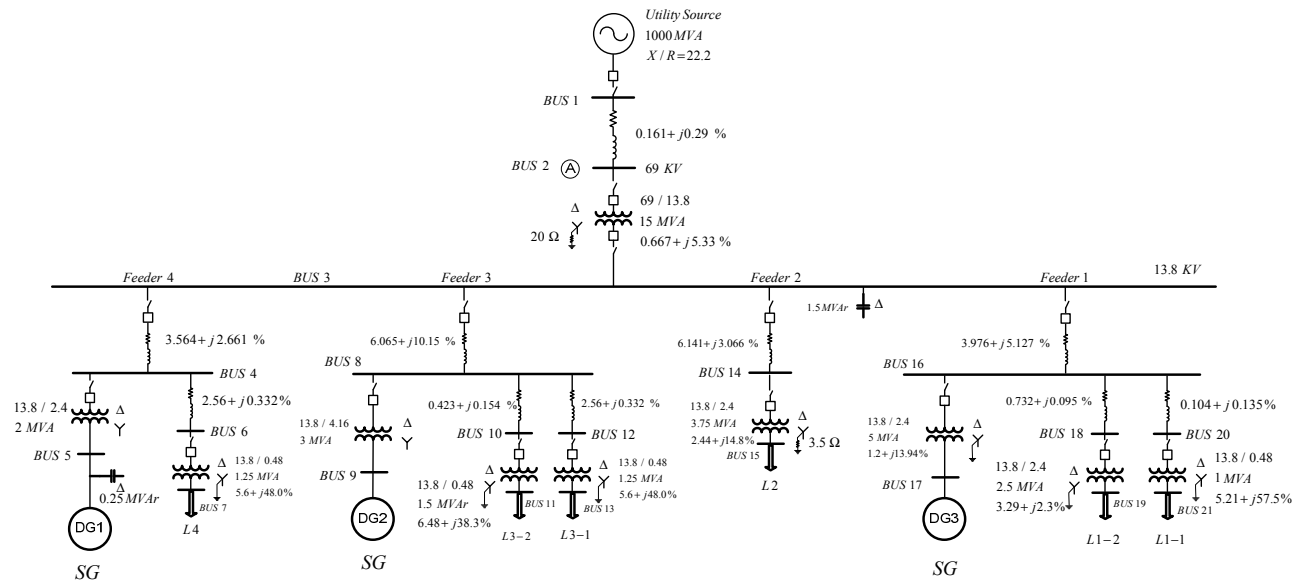 Utility Source
1000 MVA
X / R = 22.2
BUS 1
0.161 + j0.29 %
BUS 2
A
69 KV
69 / 13.8
Δ
15 MVA
20 Ω
0.667 + j5.33 %
Feeder 4
BUS 3
Feeder 3
Feeder 2
Feeder 1
13.8 KV
1.5 MVAr
Δ
3.564 + j2.661 %
6.065 + j10.15 %
6.141 + j3.066 %
3.976 + j5.127 %
BUS 4
BUS 8
BUS 14
BUS 16
13.8 / 2.4
2 MVA
Δ
Y
2.56 + j0.332%
BUS 6
BUS 5
Δ
0.25 MVAr
Δ
13.8 / 0.48
1.25 MVA
5.6 + j48.0%
BUS 7
DG1
L4
SG
13.8 / 4.16
3 MVA
Δ
Y
BUS 9
DG2
SG
0.423 + j0.154 %
BUS 10
13.8 / 0.48
1.5 MVAr
6.48 + j38.3%
Δ
BUS 11
L3-2
2.56 + j0.332 %
BUS 12
Δ
13.8 / 0.48
1.25 MVA
5.6 + j48.0%
BUS 13
L3-1
13.8 / 2.4
3.75 MVA
2.44 + j14.8%
Δ
BUS 15
3.5 Ω
L2
13.8 / 2.4
5 MVA
1.2 + j13.94%
Δ
BUS 17
DG3
SG
0.732 + j0.095 %
BUS 18
13.8 / 2.4
2.5 MVA
3.29 + j2.3%
Δ
BUS 19
L1-2
0.104 + j0.135%
BUS 20
Δ
13.8 / 0.48
1 MVA
5.21 + j57.5%
BUS 21
L1-1